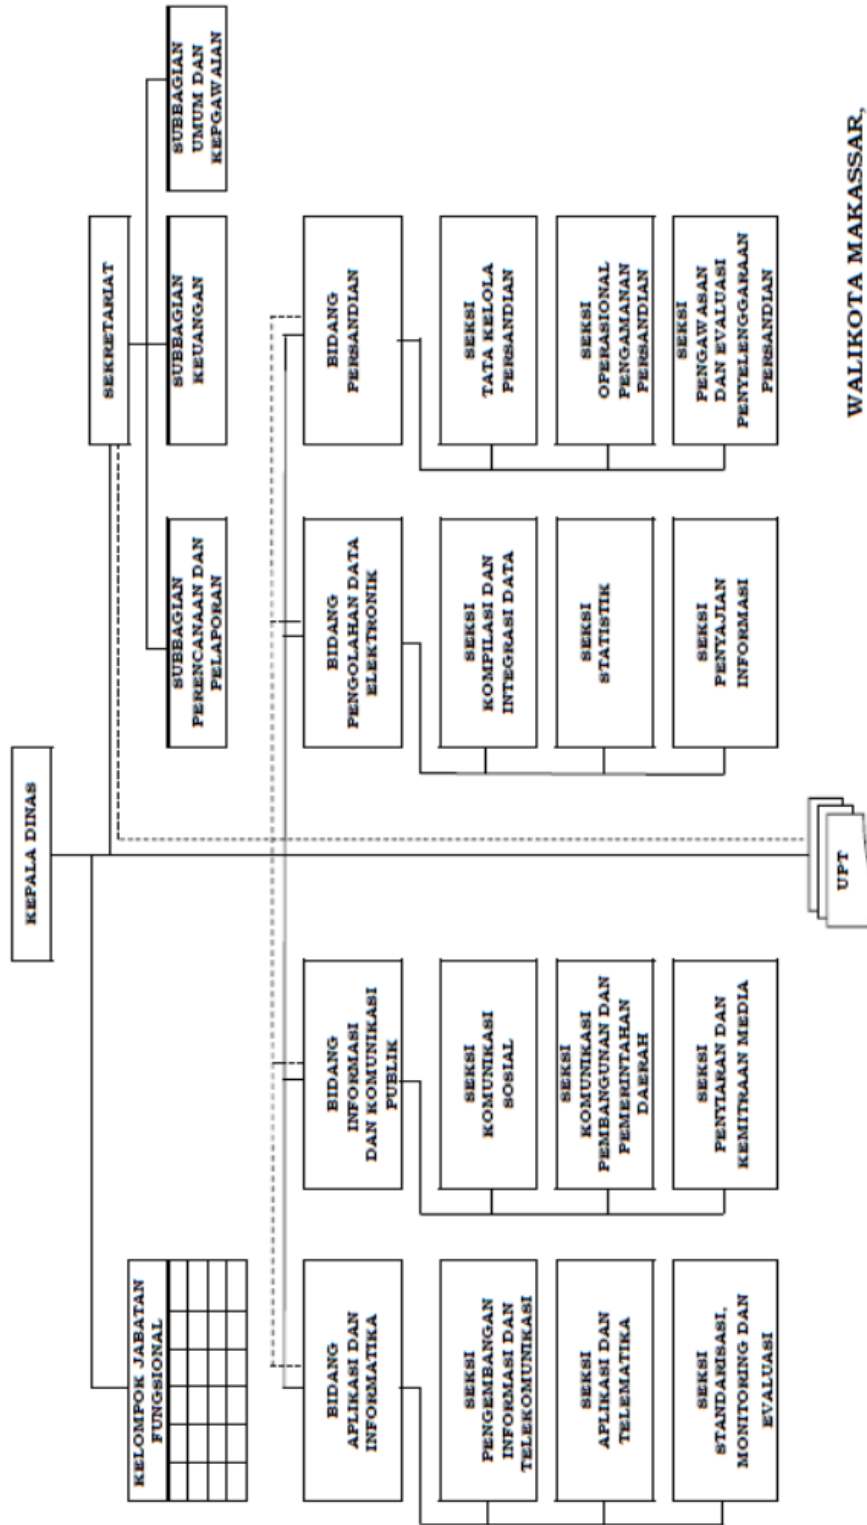 KEPALA DINAS
KELOMPOK JABATAN
FUNGSIONAL
SEKRETARIAT
SUBBAGIAN
PERENCANAAN DAN
PELAPORAN
SUBBAGIAN
KEUANGAN
SUBBAGIAN
UMUM DAN
KEPGAWAIAN
BIDANG
APLIKASI DAN
INFORMATIKA
BIDANG
INFORMASI
DAN KOMUNIKASI
PUBLIK
BIDANG
PENGOLAHAN DATA
ELEKTRONIK
BIDANG
PERSANDIAN
SEKSI
PENGEMBANGAN
INFORMASI DAN
TELEKOMUNIKASI
SEKSI
KOMUNIKASI
SOSIAL
SEKSI
KOMPILASI DAN
INTEGRASI DATA
SEKSI
TATA KELOLA
PERSANDIAN
SEKSI
APLIKASI DAN
TELEMATIKA
SEKSI
KOMUNIKASI
PEMBANGUNAN DAN
PEMERINTAHAN
DAERAH
SEKSI
STATISTIK
SEKSI
OPERASIONAL
PENGAMANAN
PERSANDIAN
SEKSI
STANDARISASI,
MONITORING DAN
EVALUASI
SEKSI
PENYIARAN DAN
KEMITRAAN MEDIA
SEKSI
PENYAJIAN
INFORMASI
SEKSI
PENGAWASAN
DAN EVALUASI
PENYELENGGARAAN
PERSANDIAN
UPT
WALIKOTA MAKASSAR,